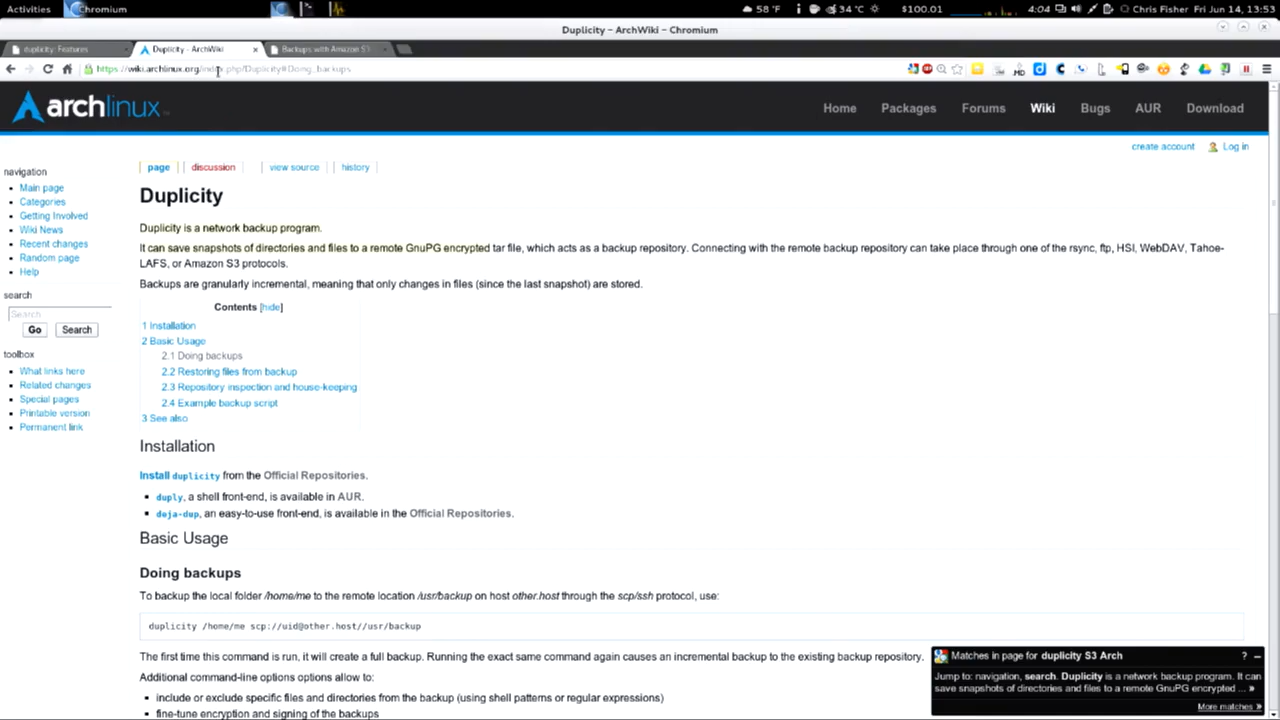 Activities Chromium 58 °F 34 °C $100.01 4:04 Chris Fisher Fri Jun 14, 13:53
Duplicity – ArchWiki – Chromium
duplicity: Features Duplicity - ArchWiki Backups with Amazon S3
https://wiki.archlinux.org/index.php/Duplicity#Doing_backups
archlinux
Home Packages Forums Wiki Bugs AUR Download
create account Log in
page discussion view source history
navigation
Main page
Categories
Getting Involved
Wiki News
Recent changes
Random page
Help
search
Search
Go Search
toolbox
What links here
Related changes
Special pages
Printable version
Permanent link
Duplicity
Duplicity is a network backup program.
It can save snapshots of directories and files to a remote GnuPG encrypted tar file, which acts as a backup repository. Connecting with the remote backup repository can take place through one of the rsync, ftp, HSI, WebDAV, Tahoe-
LAFS, or Amazon S3 protocols.
Backups are granularly incremental, meaning that only changes in files (since the last snapshot) are stored.
Contents [hide]
1 Installation
2 Basic Usage
2.1 Doing backups
2.2 Restoring files from backup
2.3 Repository inspection and house-keeping
2.4 Example backup script
3 See also
Installation
Install duplicity from the Official Repositories.
duply, a shell front-end, is available in AUR.
deja-dup, an easy-to-use front-end, is available in the Official Repositories.
Basic Usage
Doing backups
To backup the local folder /home/me to the remote location /usr/backup on host other.host through the scp/ssh protocol, use:
duplicity /home/me scp://uid@other.host//usr/backup
The first time this command is run, it will create a full backup. Running the exact same command again causes an incremental backup to the existing backup repository.
Additional command-line options options allow to:
include or exclude specific files and directories from the backup (using shell patterns or regular expressions)
fine-tune encryption and signing of the backups
Matches in page for duplicity S3 Arch ? –
Jump to: navigation, search. Duplicity is a network backup program. It can
save snapshots of directories and files to a remote GnuPG encrypted ... »
More matches »